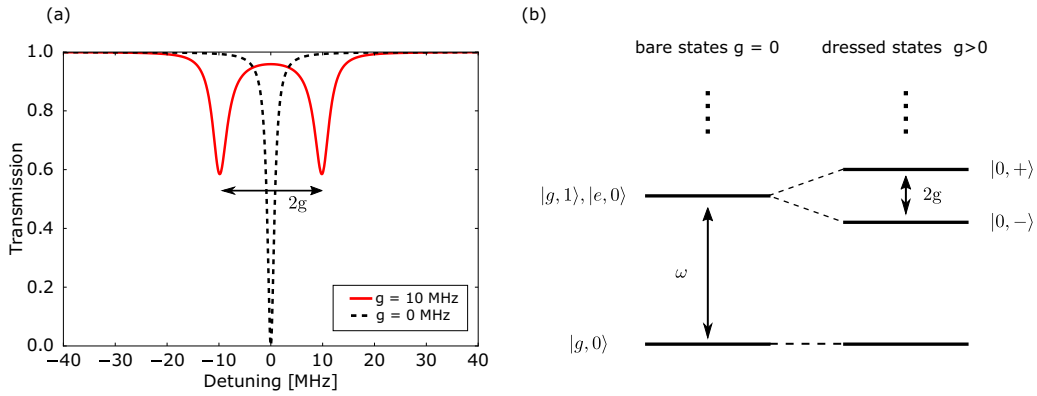 (a)
1.0
0.8
0.6
0.4
0.2
0.0
Transmission
2g
g = 10 MHz
g = 0 MHz
−40 −30 −20 −10 0 10 20 30 40
Detuning [MHz]
(b)
bare states g = 0 dressed states g>0
|g,1⟩,|e,0⟩
|0,+⟩
2g
|0,−⟩
ω
|g,0⟩